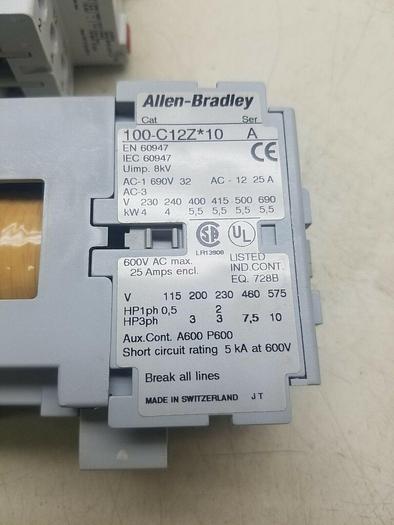 Allen-Bradley
Cat Ser
100-C12Z*10 A
EN 60947
IEC 60947
Uimp. 8kV
CE
AC-1 690V 32 AC - 12 25 A
AC-3
V 230 240 400 415 500 690
kW 4 4 5,5 5,5 5,5 5,5
SA
UL
LR13908
600V AC max.
25 Amps encl.
LISTED
IND.CONT.
EQ. 728B
V 115 200 230 460 575
HP1ph 0,5 2
HP3ph 3 3 7,5 10
Aux.Cont. A600 P600
Short circuit rating 5 kA at 600V
Break all lines
MADE IN SWITZERLAND J T